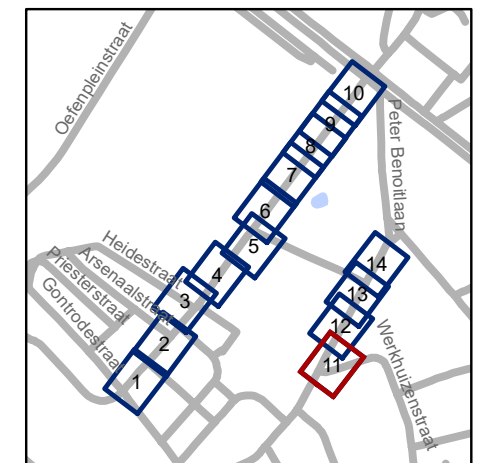 Oefenpleinstraat
Peter Benoitlaan
10
9
8
7
6
5
4
3
2
1
Heidestraat
Arsenaalstraat
Priesterstraat
Gontrodestraat
14
13
12
11
Werkhuizenstraat